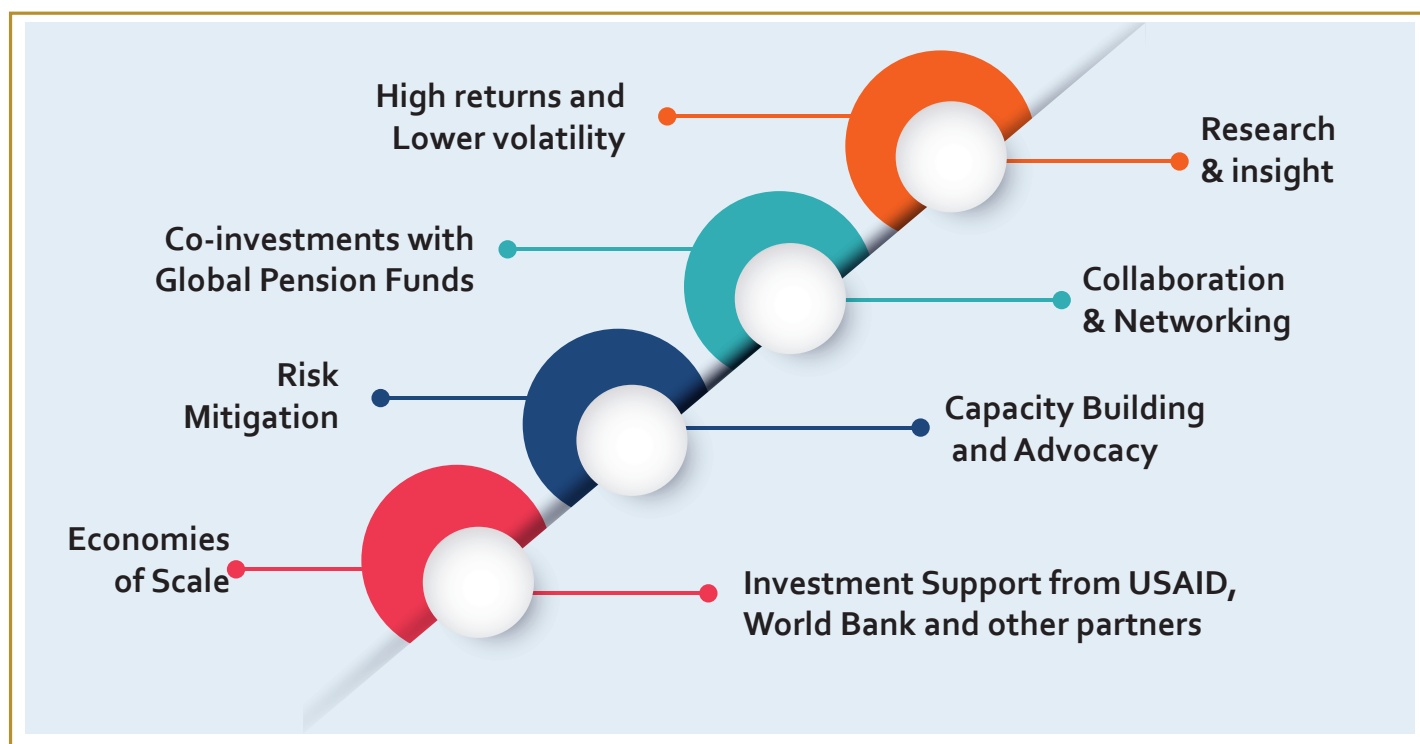 High returns and
Lower volatility
Research
& insight
Co-investments with
Global Pension Funds
Collaboration
& Networking
Risk
Mitigation
Capacity Building
and Advocacy
Economies
of Scale
Investment Support from USAID,
World Bank and other partners